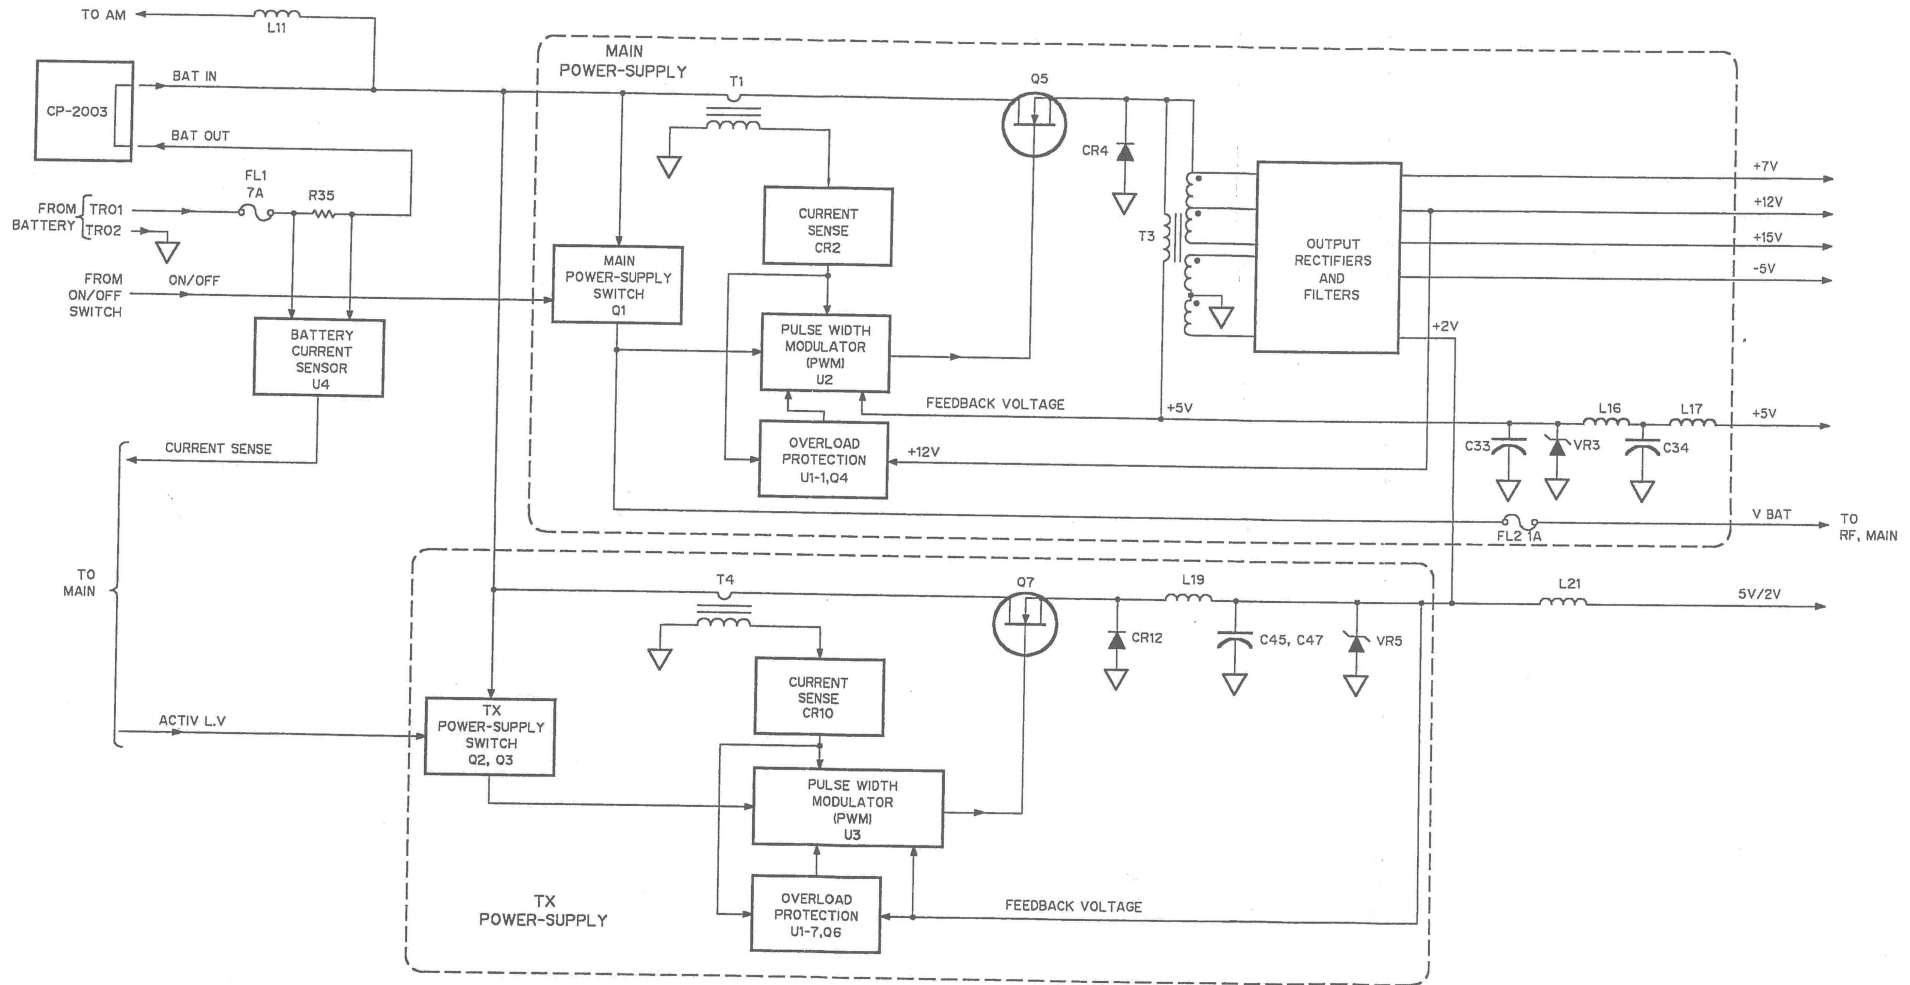 TO AM
L11
MAIN
POWER-SUPPLY
CP-2003
BAT IN
BAT OUT
T1
Q5
CR4
FL1
7A
R35
FROM
BATTERY
TR01
TR02
FROM
ON/OFF
SWITCH
ON/OFF
MAIN
POWER-SUPPLY
SWITCH
Q1
CURRENT
SENSE
CR2
T3
OUTPUT
RECTIFIERS
AND
FILTERS
+7V
+12V
+15V
-5V
+2V
BATTERY
CURRENT
SENSOR
U4
PULSE WIDTH
MODULATOR
(PWM)
U2
FEEDBACK VOLTAGE
+5V
L16
L17
+5V
C33
VR3
C34
CURRENT SENSE
OVERLOAD
PROTECTION
U1-1,Q4
+12V
FL2 1A
V BAT
TO
RF, MAIN
TO
MAIN
T4
Q7
L19
L21
5V/2V
CR12
C45, C47
VR5
CURRENT
SENSE
CR10
ACTIV L.V
TX
POWER-SUPPLY
SWITCH
Q2, Q3
PULSE WIDTH
MODULATOR
(PWM)
U3
OVERLOAD
PROTECTION
U1-7,Q6
FEEDBACK VOLTAGE
TX
POWER-SUPPLY